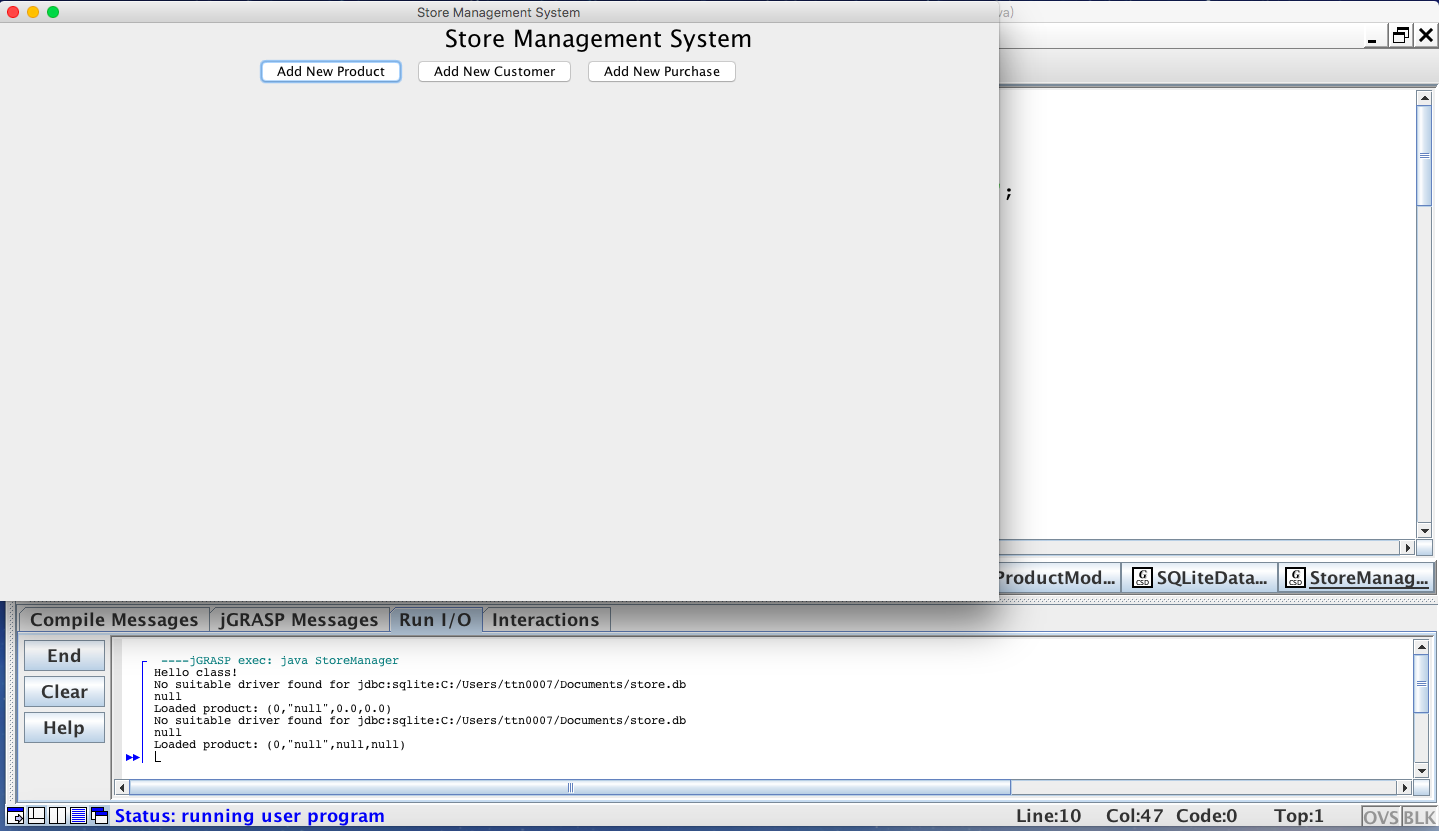 Store Management System
va)
Store Management System
Add New Product Add New Customer Add New Purchase
;
ProductMod... SQLiteData... StoreManag...
Compile Messages jGRASP Messages Run I/O Interactions
End
Clear
Help
----jGRASP exec: java StoreManager
Hello class!
No suitable driver found for jdbc:sqlite:C:/Users/ttn0007/Documents/store.db
null
Loaded product: (0,"null",0.0,0.0)
No suitable driver found for jdbc:sqlite:C:/Users/ttn0007/Documents/store.db
null
Loaded product: (0,"null",null,null)
Status: running user program Line:10 Col:47 Code:0 Top:1 OVS BLK